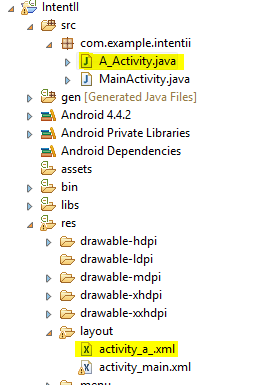 IntentII
src
com.example.intentii
A_Activity.java
MainActivity.java
gen [Generated Java Files]
Android 4.4.2
Android Private Libraries
Android Dependencies
assets
bin
libs
res
drawable-hdpi
drawable-ldpi
drawable-mdpi
drawable-xhdpi
drawable-xxhdpi
layout
activity_a_.xml
activity_main.xml
menu